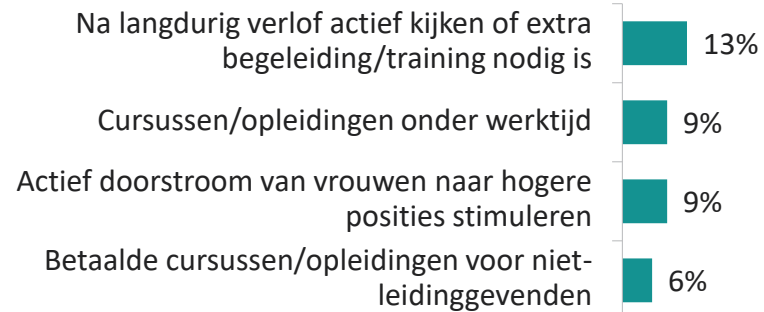 Na langdurig verlof actief kijken of extra
begeleiding/training nodig is
13%
Cursussen/opleidingen onder werktijd
9%
Actief doorstroom van vrouwen naar hogere
posities stimuleren
9%
Betaalde cursussen/opleidingen voor niet-
leidinggevenden
6%